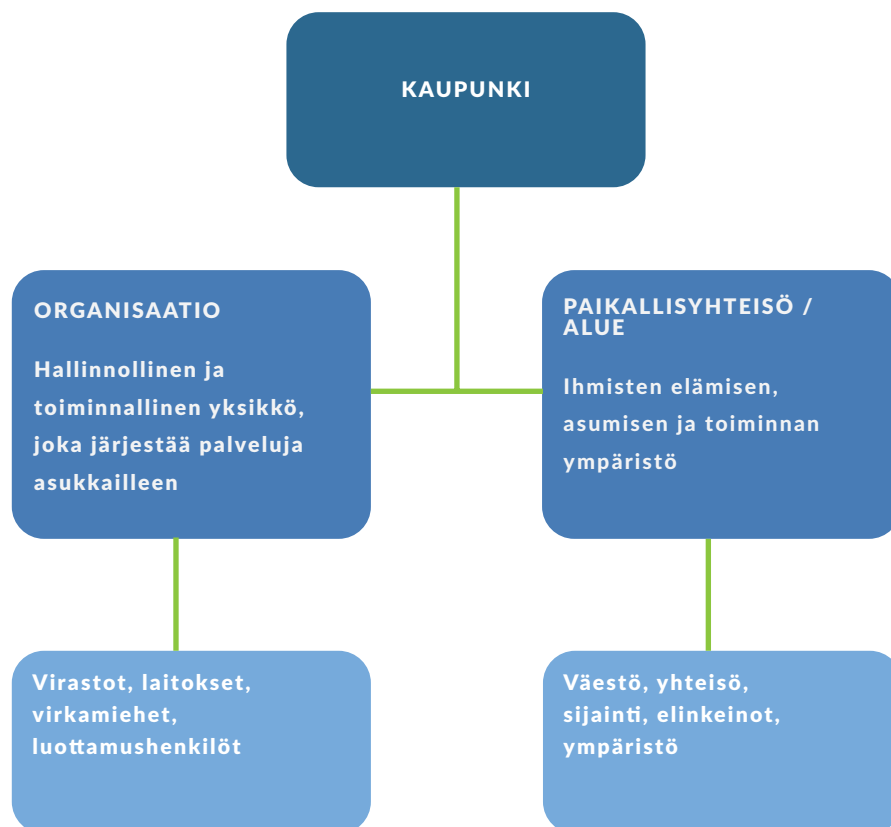 KAUPUNKI
ORGANISAATIO
Hallinnollinen ja
toiminnallinen yksikkö,
joka järjestää palveluja
asukkailleen
PAIKALLISYHTEISÖ /
ALUE
Ihmisten elämisen,
asumisen ja toiminnan
ympäristö
Virastot, laitokset,
virkamiehet,
luottamushenkilöt
Väestö, yhteisö,
sijainti, elinkeinot,
ympäristö